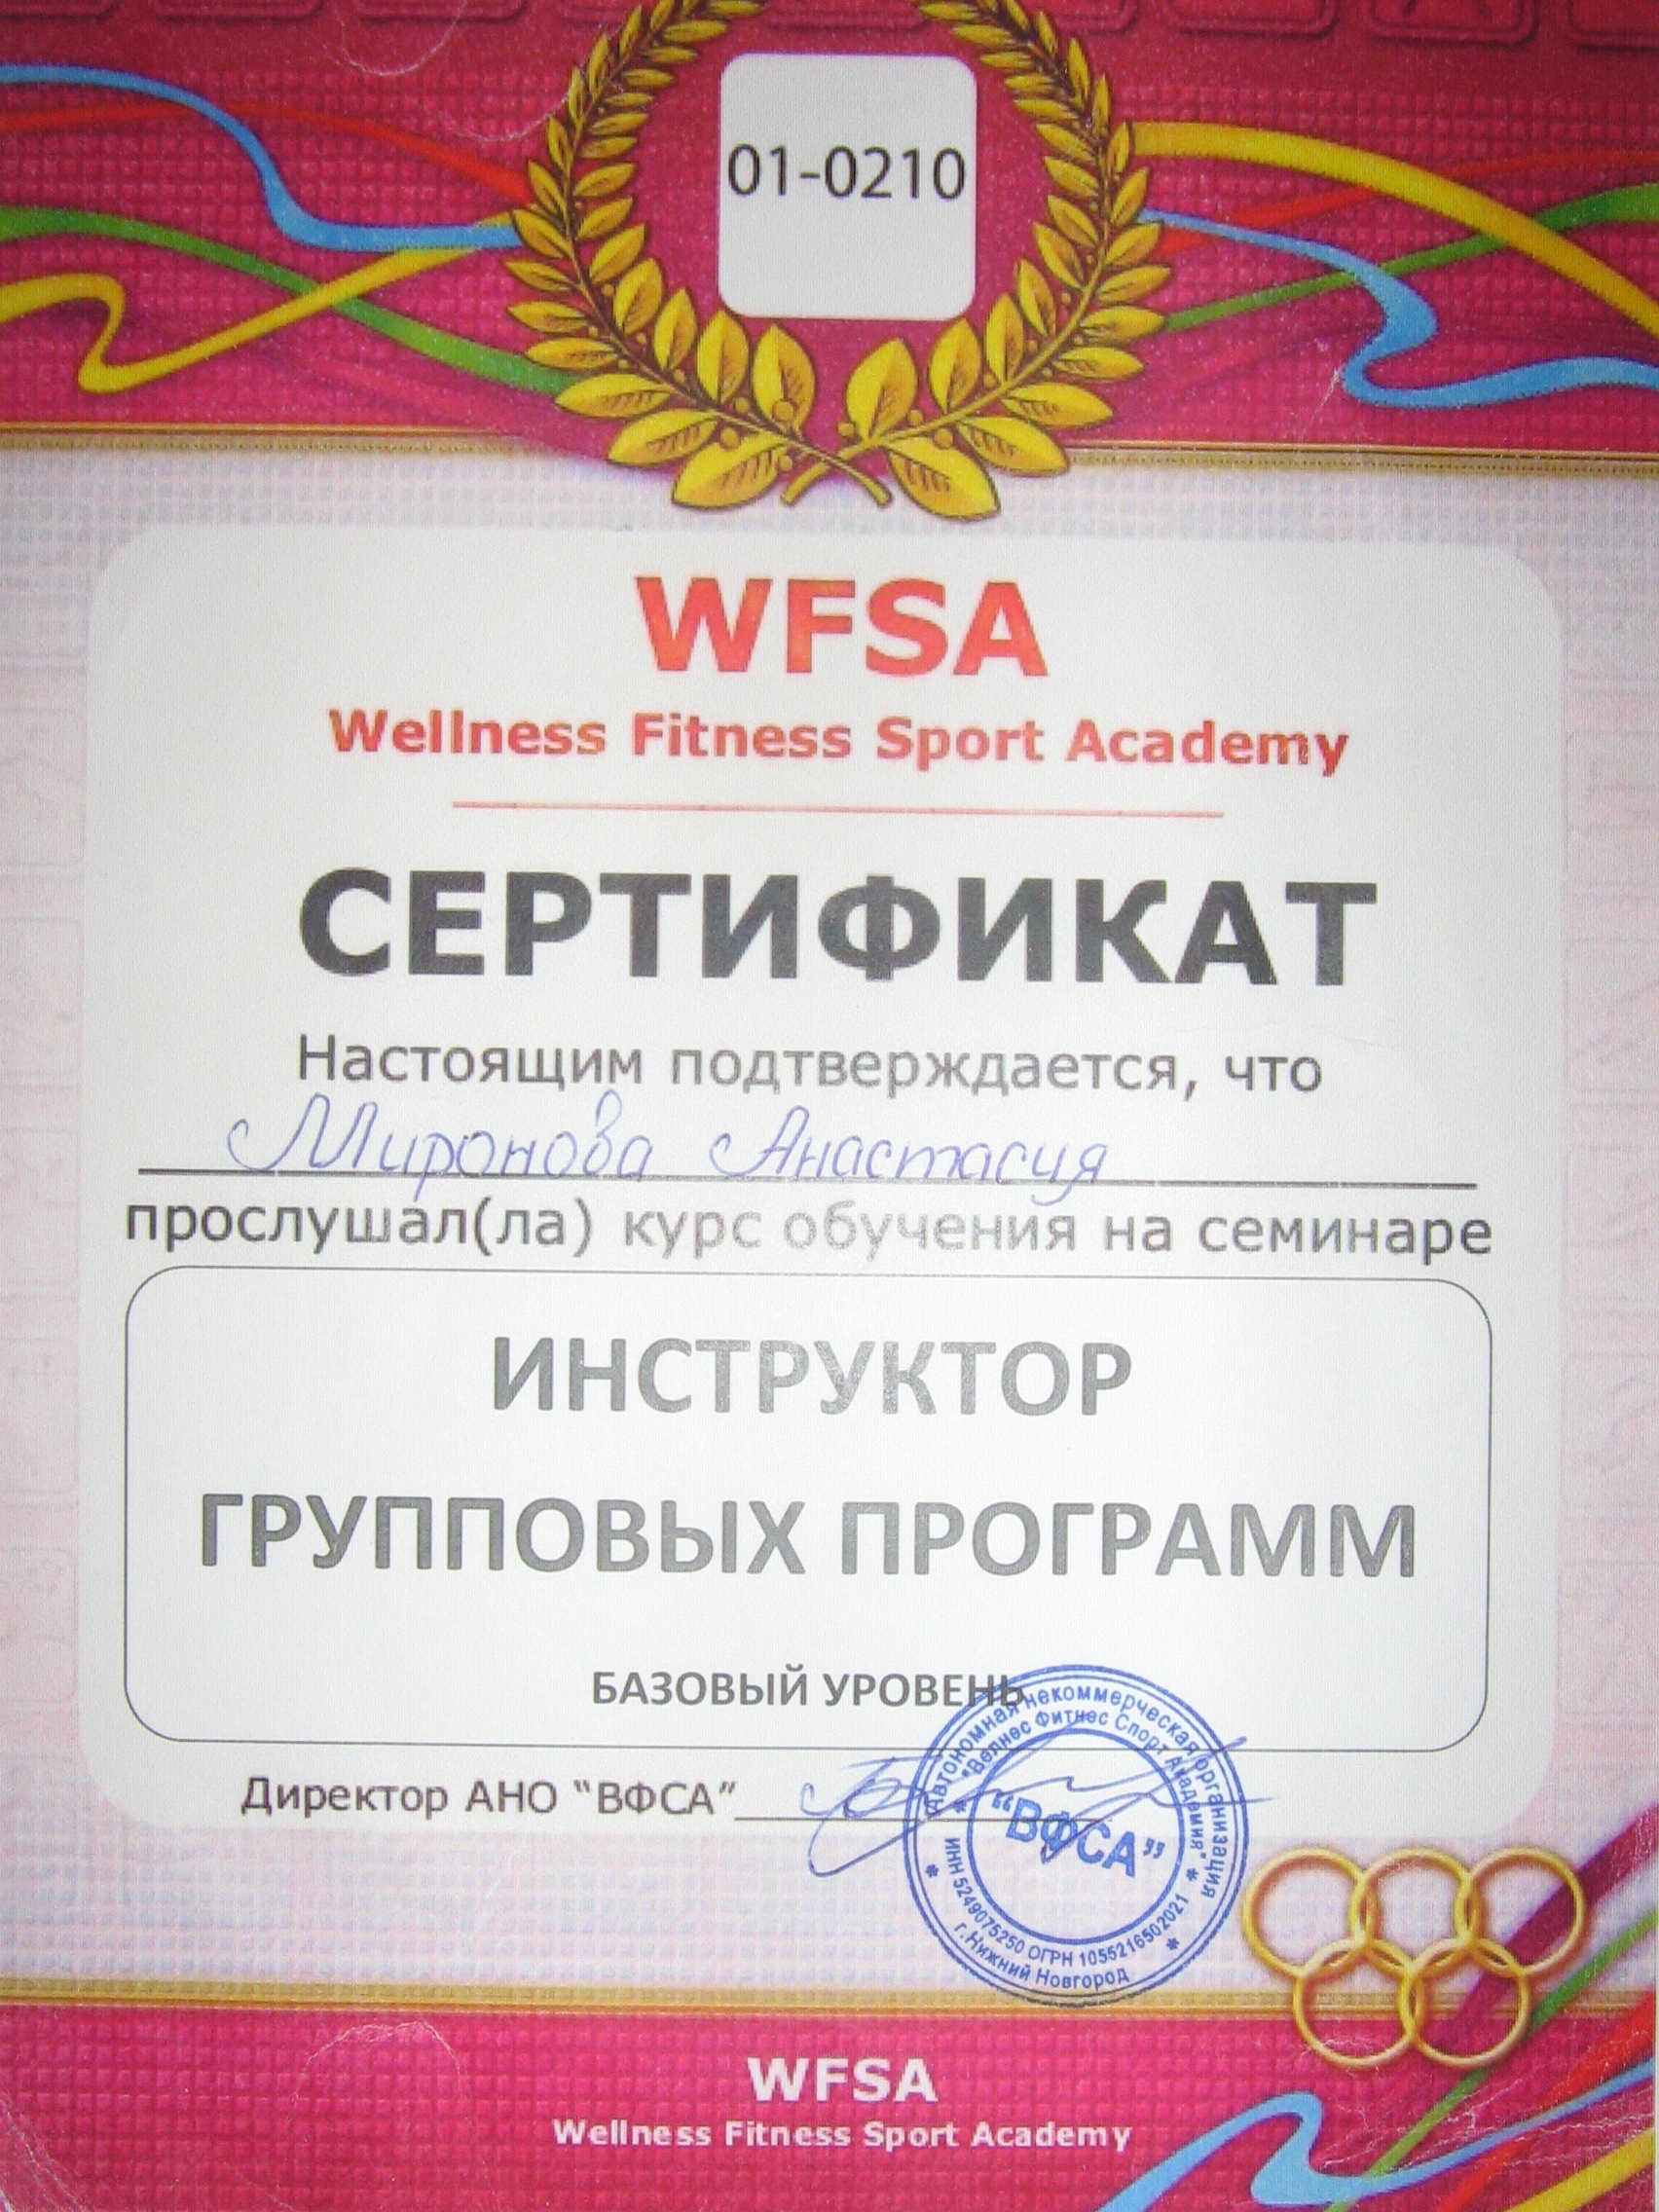 01-0210
WFSA
Wellness Fitness Sport Academy
СЕРТИФИКАТ
Настоящим подтверждается, что
Миронова Анастасия
прослушал(ла) курс обучения на семинаре
ИНСТРУКТОР
ГРУППОВЫХ ПРОГРАММ
БАЗОВЫЙ УРОВЕНЬ
Директор АНО "ВФСА"
Автономная некоммерческая организация
"Велнес Фитнес Спорт Академия"
"ВФСА"
ИНН 5249075250 ОГРН 1055216502021
г.Нижний Новгород
WFSA
Wellness Fitness Sport Academy